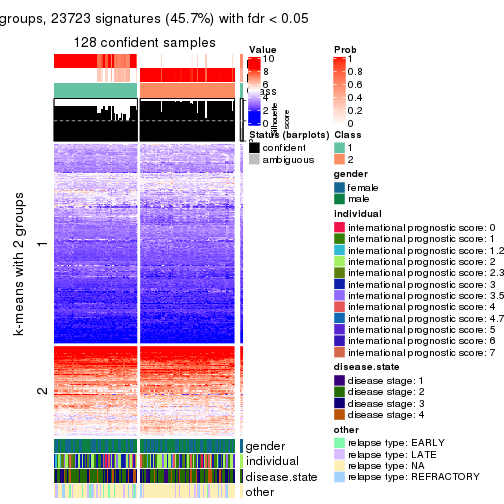 groups, 23723 signatures (45.7%) with fdr < 0.05
128 confident samples
k-means with 2 groups
1
2
Value
10
8
6
4
2
0
Prob
1
0.8
0.6
0.4
0.2
0
Silhouette
score
Status (barplots)
confident
ambiguous
Class
1
2
gender
female
male
individual
international prognostic score: 0
international prognostic score: 1
international prognostic score: 1.2
international prognostic score: 2
international prognostic score: 2.3
international prognostic score: 3
international prognostic score: 3.5
international prognostic score: 4
international prognostic score: 4.7
international prognostic score: 5
international prognostic score: 6
international prognostic score: 7
disease.state
disease stage: 1
disease stage: 2
disease stage: 3
disease stage: 4
other
relapse type: EARLY
relapse type: LATE
relapse type: NA
relapse type: REFRACTORY
gender
individual
disease.state
other